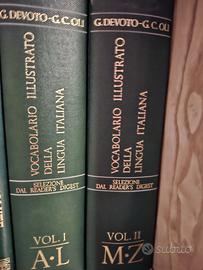 G. DEVOTO-G.C. OLI
VOCABOLARIO ILLUSTRATO
DELLA
LINGUA ITALIANA
SELEZIONE
DAL READER'S DIGEST
VOL. I
A-L
G. DEVOTO-G.C. OLI
VOCABOLARIO ILLUSTRATO
DELLA
LINGUA ITALIANA
SELEZIONE
DAL READER'S DIGEST
VOL. II
M-Z
subito